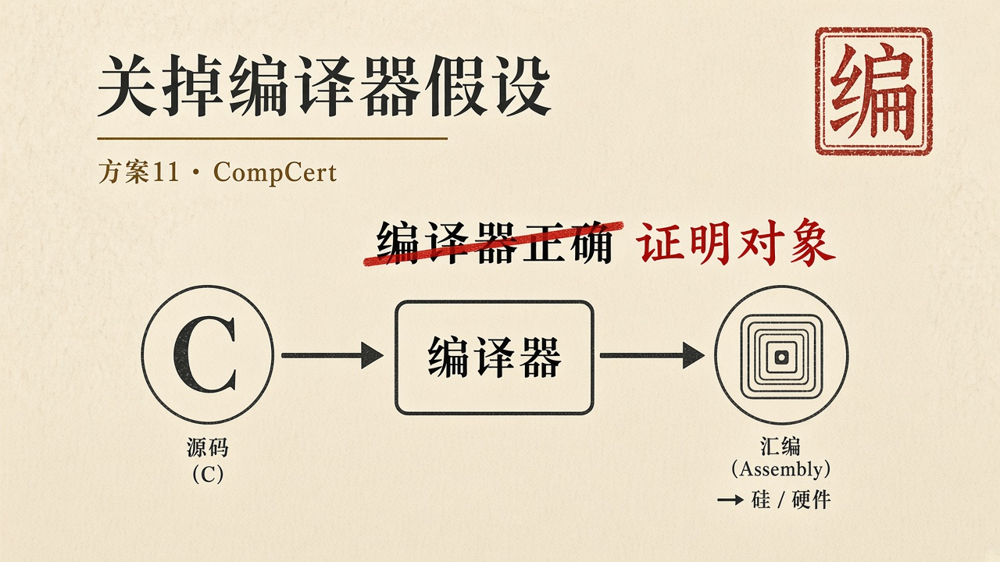 关掉编译器假设
编
方案11・CompCert
编译器正确 证明对象
C
编译器
源码
(C)
汇编
(Assembly)
→ 硅 / 硬件